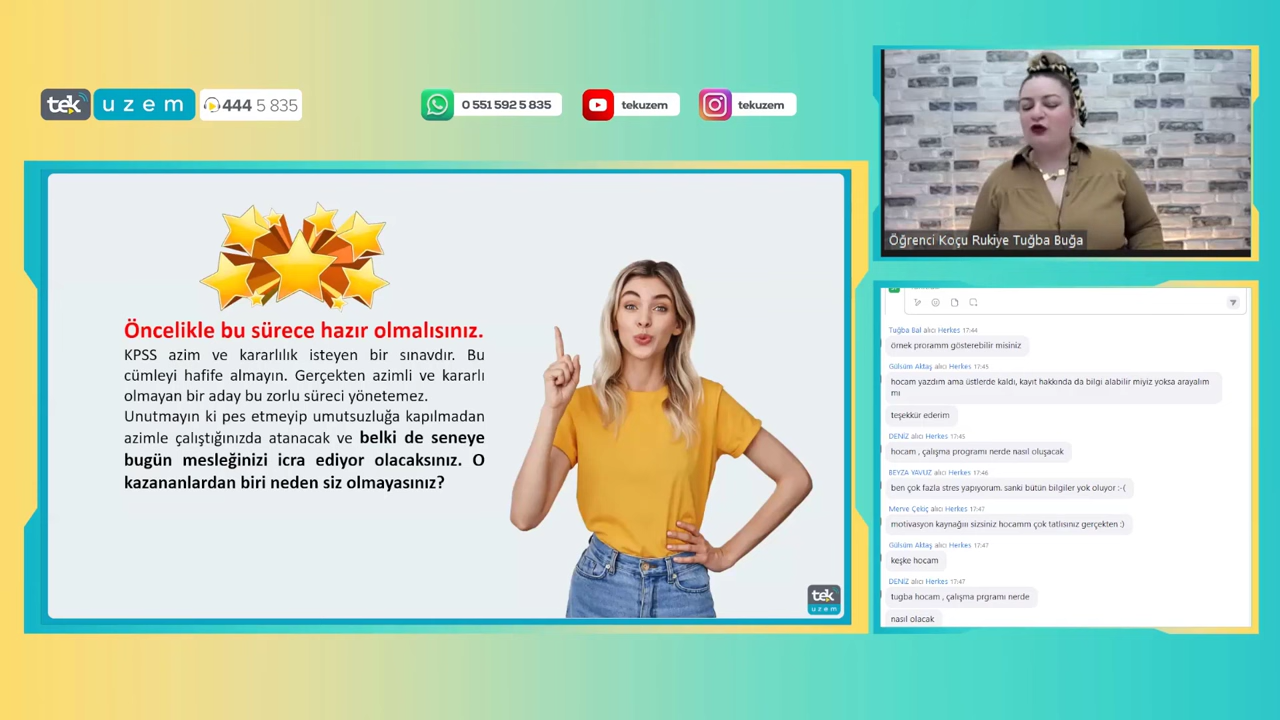 tek uzem 444 5 835
0 551 592 5 835
tekuzem
tekuzem
Öncelikle bu sürece hazır olmalısınız.
KPSS azim ve kararlılık isteyen bir sınavdır. Bu
cümleyi hafife almayın. Gerçekten azimli ve kararlı
olmayan bir aday bu zorlu süreci yönetemez.
Unutmayın ki pes etmeyip umutsuzluğa kapılmadan
azimle çalıştığınızda atanacak ve belki de seneye
bugün mesleğinizi icra ediyor olacaksınız. O
kazananlardan biri neden siz olmayasınız?
tek
uzem
Öğrenci Koçu Rukiye Tuğba Buğa
Tuğba Bal alıcı Herkes 17:44
örnek proramm gösterebilir misiniz
Gülsüm Aktaş alıcı Herkes 17:45
hocam yazdım ama üstlerde kaldı, kayıt hakkında da bilgi alabilir miyiz yoksa arayalım
mı
teşekkür ederim
DENİZ alıcı Herkes 17:45
hocam , çalışma programı nerde nasıl oluşacak
BEYZA YAVUZ alıcı Herkes 17:46
ben çok fazla stres yapıyorum. sanki bütün bilgiler yok oluyor :-(
Merve Çekiç alıcı Herkes 17:47
motivasyon kaynağıı sizsiniz hocamm çok tatlısınız gerçekten :)
Gülsüm Aktaş alıcı Herkes 17:47
keşke hocam
DENİZ alıcı Herkes 17:47
tugba hocam , çalışma prgramı nerde
nasıl olacak